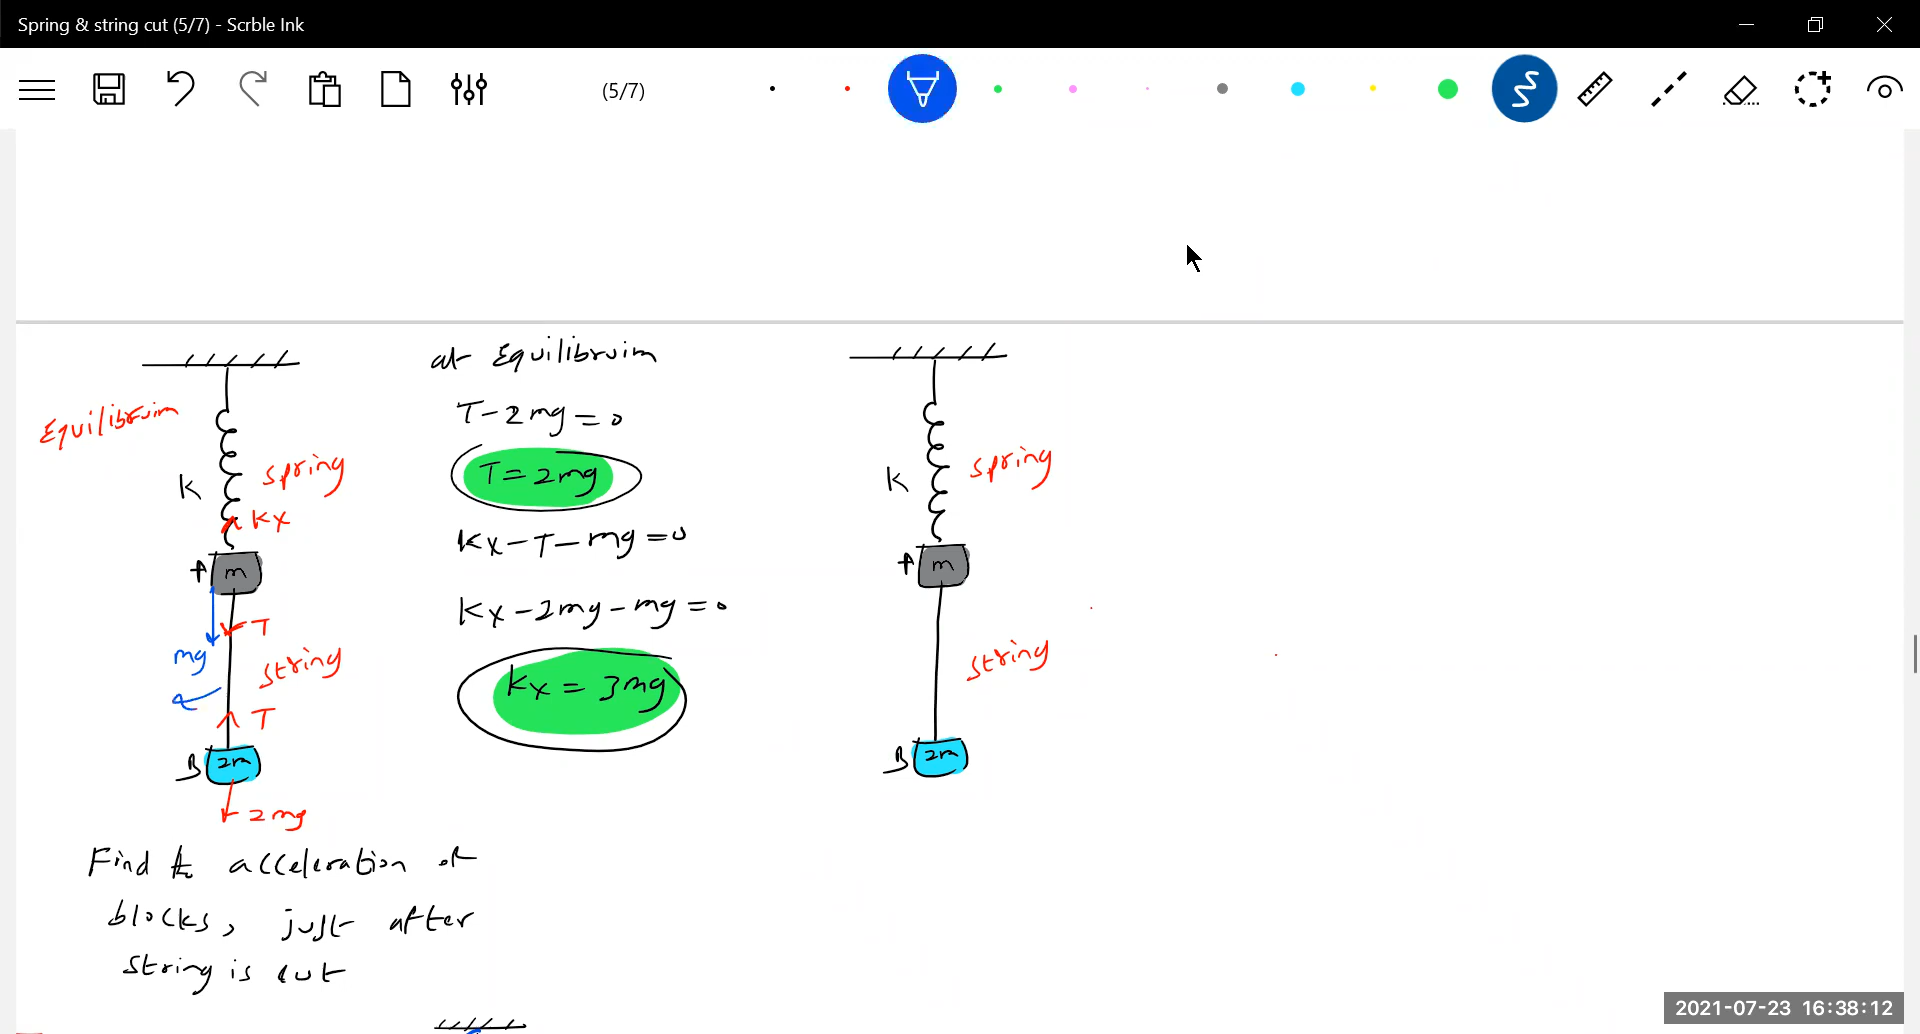 Spring & string cut (5/7) - Scrble Ink
(5/7)
Equilibruim
K
spring
Kx
A
m
T
mg
string
T
B
2m
2mg
at Equilibruim
T-2mg=0
T=2mg
Kx-T-mg=0
Kx-2mg-mg=0
Kx=3mg
K
spring
A
m
string
B
2m
Find the acceleration of
blocks, just after
string is cut
2021-07-23 16:38:12